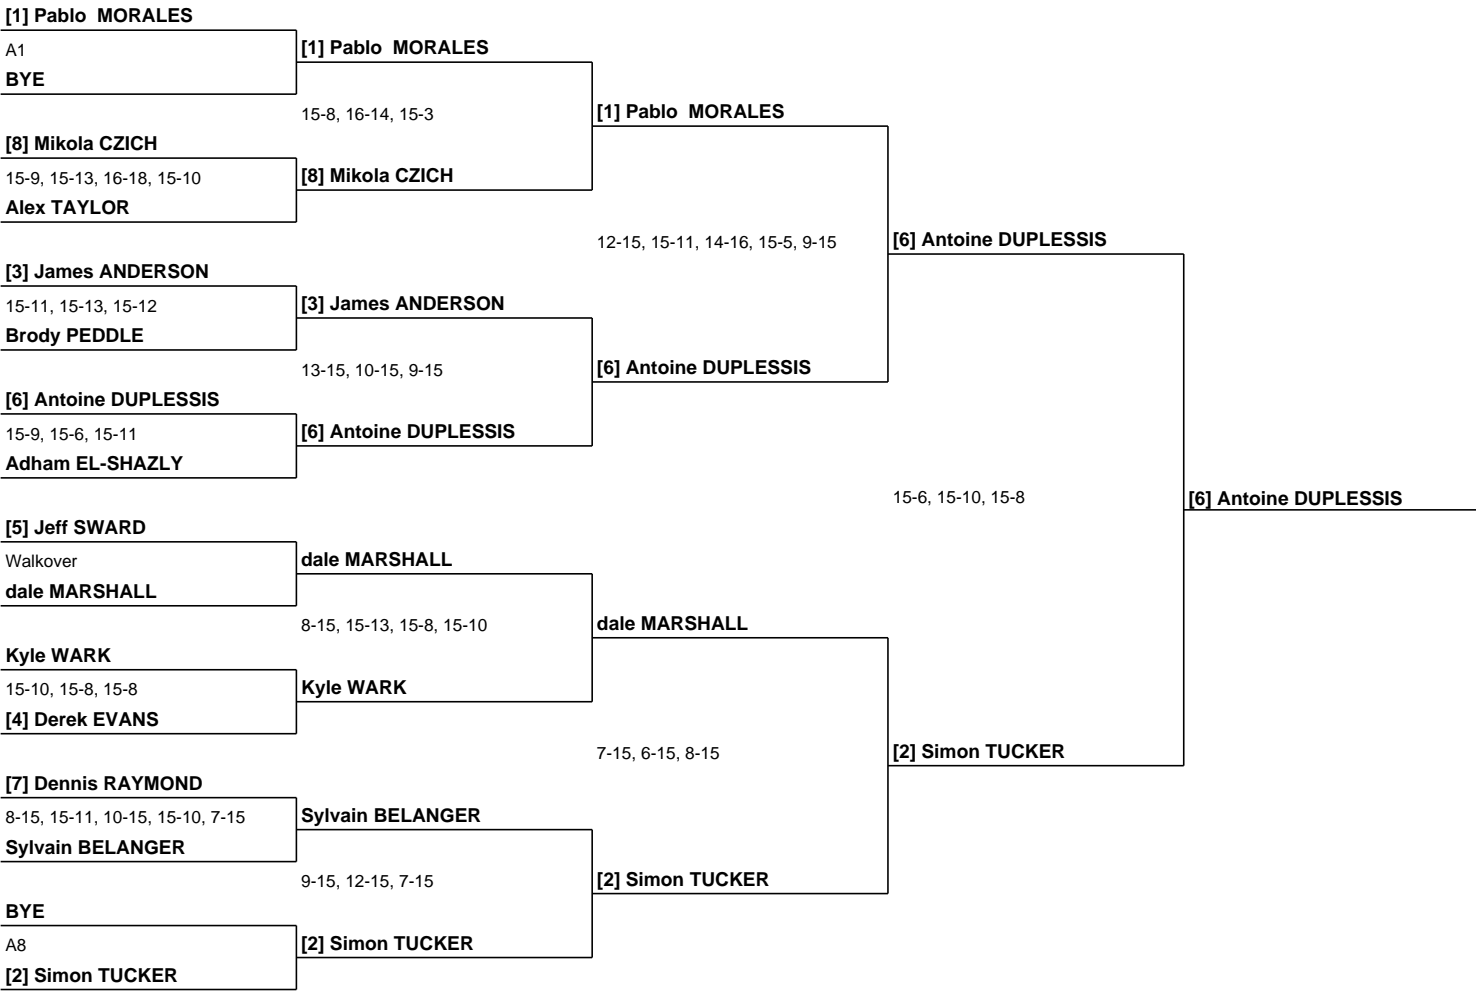 [1] Pablo  MORALES
A1
BYE
[1] Pablo  MORALES
15-8, 16-14, 15-3
[8] Mikola CZICH
15-9, 15-13, 16-18, 15-10
Alex TAYLOR
[8] Mikola CZICH
[1] Pablo  MORALES
12-15, 15-11, 14-16, 15-5, 9-15
[3] James ANDERSON
15-11, 15-13, 15-12
Brody PEDDLE
[3] James ANDERSON
13-15, 10-15, 9-15
[6] Antoine DUPLESSIS
15-9, 15-6, 15-11
Adham EL-SHAZLY
[6] Antoine DUPLESSIS
[6] Antoine DUPLESSIS
[6] Antoine DUPLESSIS
15-6, 15-10, 15-8
[6] Antoine DUPLESSIS
[5] Jeff SWARD
Walkover
dale MARSHALL
dale MARSHALL
8-15, 15-13, 15-8, 15-10
Kyle WARK
15-10, 15-8, 15-8
[4] Derek EVANS
Kyle WARK
dale MARSHALL
7-15, 6-15, 8-15
[2] Simon TUCKER
[7] Dennis RAYMOND
8-15, 15-11, 10-15, 15-10, 7-15
Sylvain BELANGER
Sylvain BELANGER
9-15, 12-15, 7-15
[2] Simon TUCKER
BYE
A8
[2] Simon TUCKER
[2] Simon TUCKER